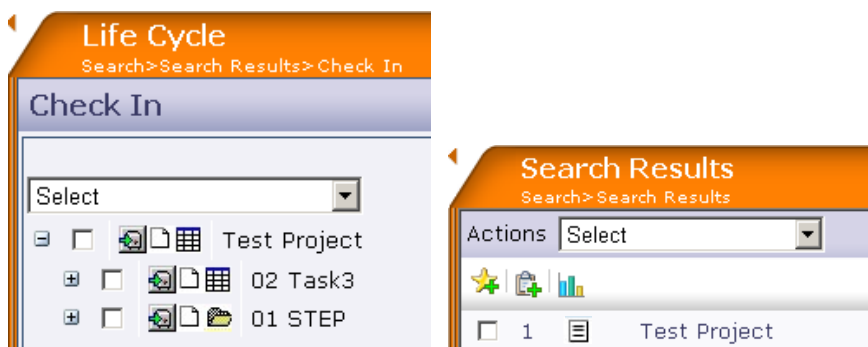 Life Cycle
Search>Search Results>Check In
Check In
Select
Test Project
02 Task3
01 STEP
Search Results
Search>Search Results
Actions Select
1 Test Project